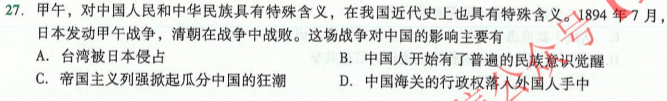 27. 甲午，对中国人民和中华民族具有特殊含义，在我国近代史上也具有特殊含义。1894 年 7 月，
日本发动甲午战争，清朝在战争中战败。这场战争对中国的影响主要有
A. 台湾被日本侵占 B. 中国人开始有了普遍的民族意识觉醒
C. 帝国主义列强掀起瓜分中国的狂潮 D. 中国海关的行政权落入外国人手中
公众号